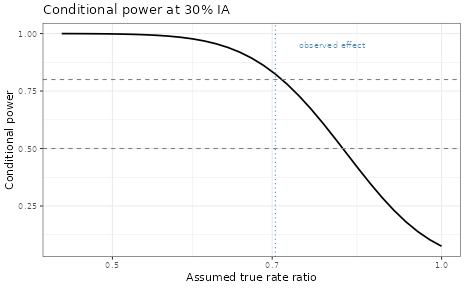 Conditional power at 30% IA
observed effect
1.00
0.75
0.50
0.25
Conditional power
0.5
0.7
1.0
Assumed true rate ratio